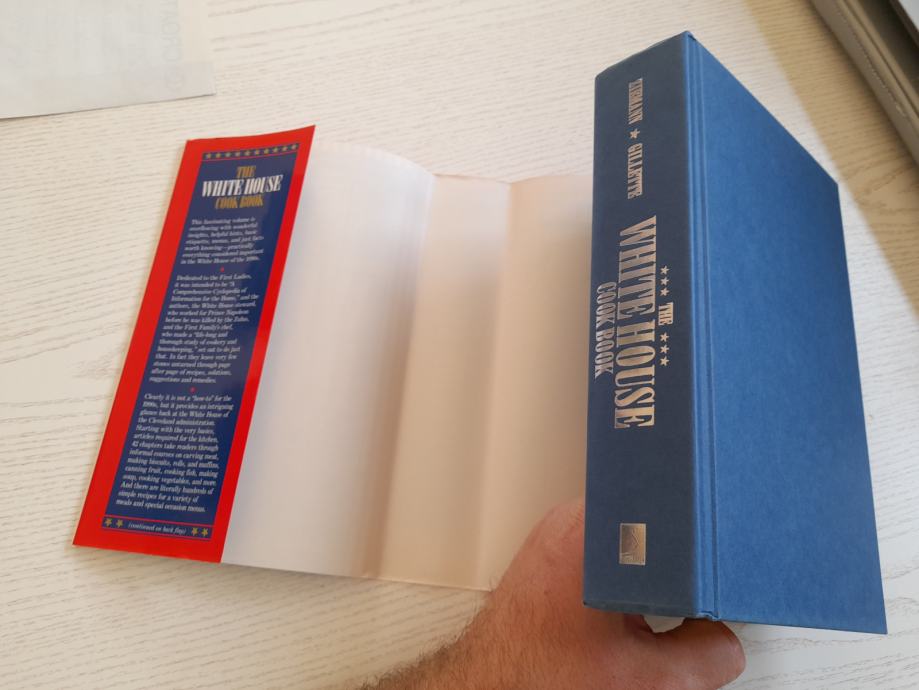 THE
WHITE HOUSE
COOK BOOK
This fascinating volume is
overflowing with wonderful
insights, helpful hints, basic
etiquette, menus, and just facts
worth knowing—practically
everything considered important
in the White House of the 1890s.
Dedicated to the First Ladies,
it was intended to be "A
Comprehensive Cyclopedia of
Information for the Home," and the
authors, the White House steward,
who worked for Prince Napoleon
before he was killed by the Zulus,
and the First Family's chef,
who made a "life-long and
thorough study of cookery and
housekeeping," set out to do just
that. In fact they leave very few
stones unturned through page
after page of recipes, solutions,
suggestions and remedies.
Clearly it is not a "how-to" for the
1990s, but it provides an intriguing
glance back at the White House of
the Cleveland administration.
Starting with the very basics,
articles required for the kitchen,
42 chapters take readers through
informal courses on carving meat,
making biscuits, rolls, and muffins,
canning fruit, cooking fish, making
soup, cooking vegetables, and more.
And there are literally hundreds of
simple recipes for a variety of
meals and special occasion menus.
(continued on back flap)
ZIEMANN ★ GILLETTE
★★★ THE ★★★
WHITE HOUSE
COOK BOOK